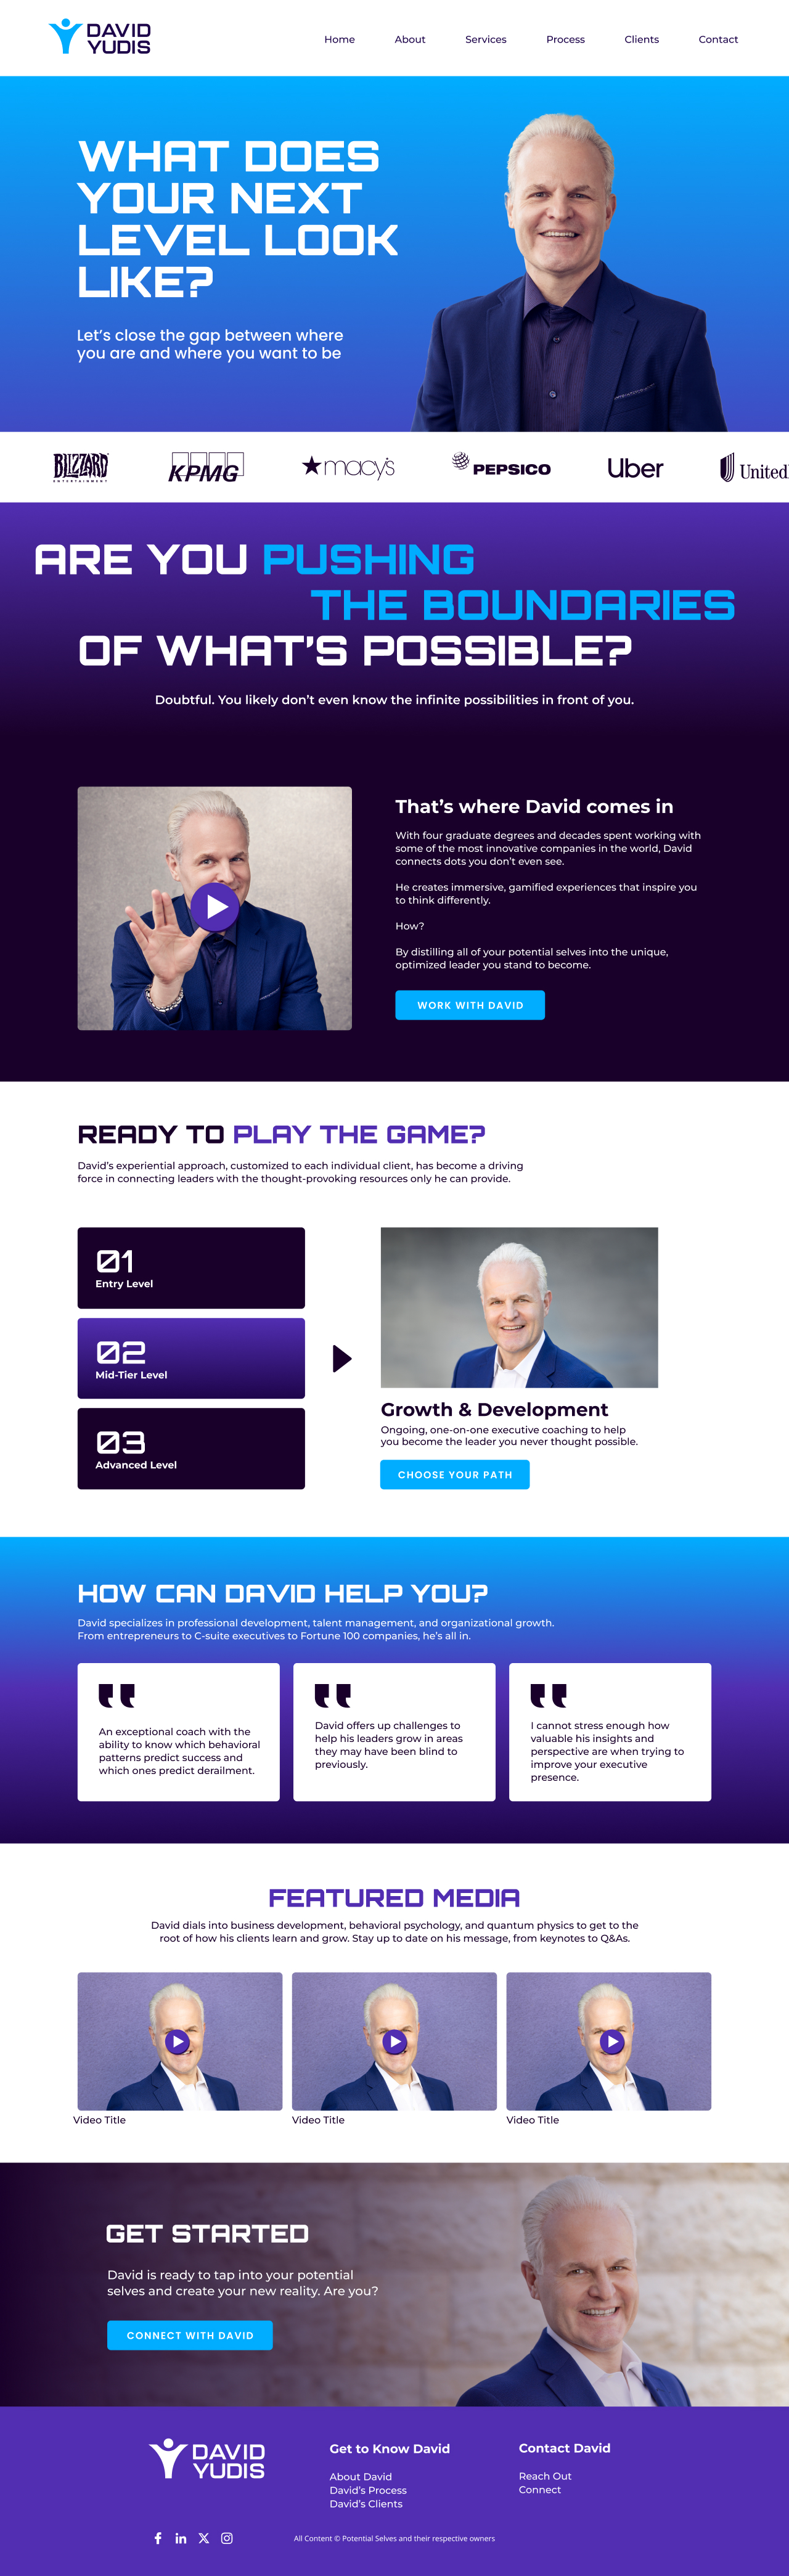 DAVID
YUDIS
Home About Services Process Clients Contact
WHAT DOES
YOUR NEXT
LEVEL LOOK
LIKE?
Let’s close the gap between where
you are and where you want to be
BLIZZARD
ENTERTAINMENT
KPMG
macy's
PEPSICO
Uber
United
ARE YOU PUSHING
THE BOUNDARIES
OF WHAT’S POSSIBLE?
Doubtful. You likely don’t even know the infinite possibilities in front of you.
That’s where David comes in
With four graduate degrees and decades spent working with
some of the most innovative companies in the world, David
connects dots you don’t even see.
He creates immersive, gamified experiences that inspire you
to think differently.
How?
By distilling all of your potential selves into the unique,
optimized leader you stand to become.
WORK WITH DAVID
READY TO PLAY THE GAME?
David’s experiential approach, customized to each individual client, has become a driving
force in connecting leaders with the thought-provoking resources only he can provide.
01
Entry Level
02
Mid-Tier Level
03
Advanced Level
Growth & Development
Ongoing, one-on-one executive coaching to help
you become the leader you never thought possible.
CHOOSE YOUR PATH
HOW CAN DAVID HELP YOU?
David specializes in professional development, talent management, and organizational growth.
From entrepreneurs to C-suite executives to Fortune 100 companies, he’s all in.
An exceptional coach with the
ability to know which behavioral
patterns predict success and
which ones predict derailment.
David offers up challenges to
help his leaders grow in areas
they may have been blind to
previously.
I cannot stress enough how
valuable his insights and
perspective are when trying to
improve your executive
presence.
FEATURED MEDIA
David dials into business development, behavioral psychology, and quantum physics to get to the
root of how his clients learn and grow. Stay up to date on his message, from keynotes to Q&As.
Video Title
Video Title
Video Title
GET STARTED
David is ready to tap into your potential
selves and create your new reality. Are you?
CONNECT WITH DAVID
DAVID
YUDIS
Get to Know David
About David
David’s Process
David’s Clients
Contact David
Reach Out
Connect
All Content © Potential Selves and their respective owners